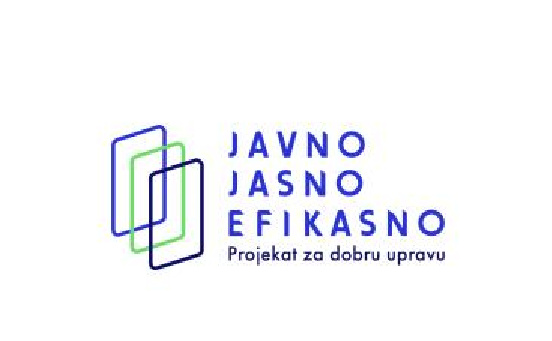 JAVNO
JASNO
EFIKASNO
Projekat za dobru upravu